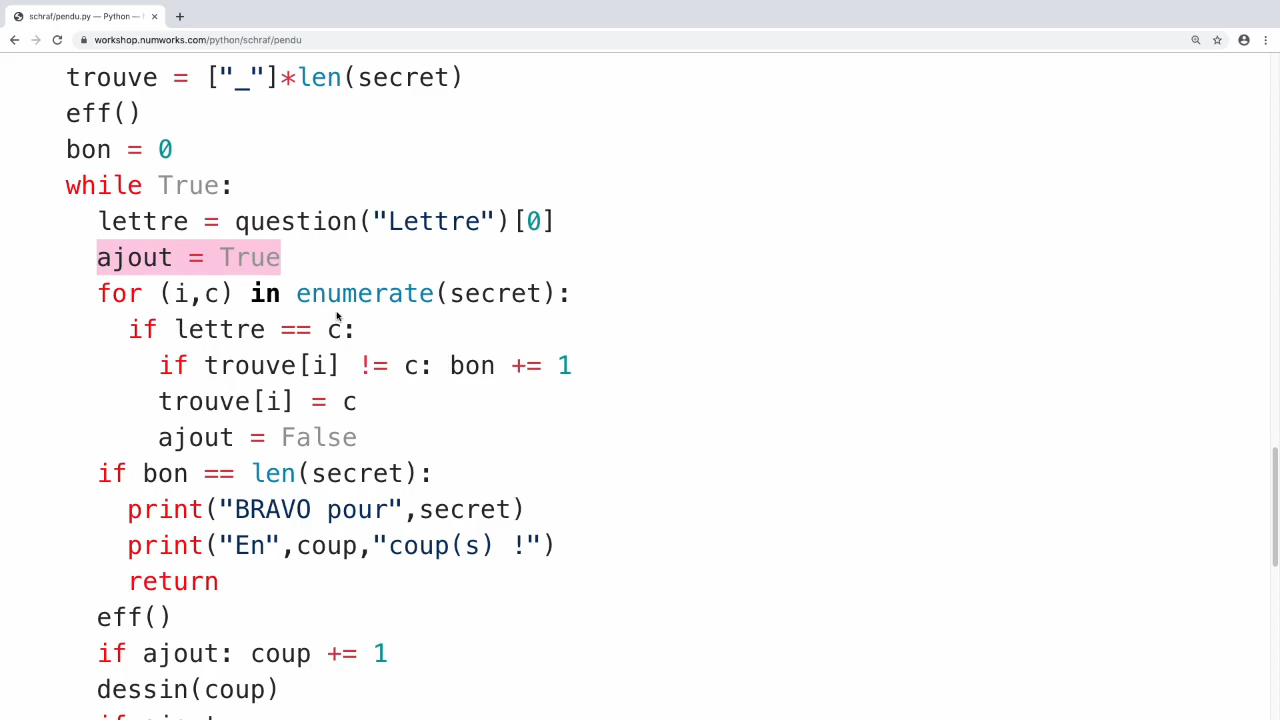 schraf/pendu.py — Python —
workshop.numworks.com/python/schraf/pendu
trouve = ["_"]*len(secret)
eff()
bon = 0
while True:
lettre = question("Lettre")[0]
ajout = True
for (i,c) in enumerate(secret):
if lettre == c:
if trouve[i] != c: bon += 1
trouve[i] = c
ajout = False
if bon == len(secret):
print("BRAVO pour",secret)
print("En",coup,"coup(s) !")
return
eff()
if ajout: coup += 1
dessin(coup)